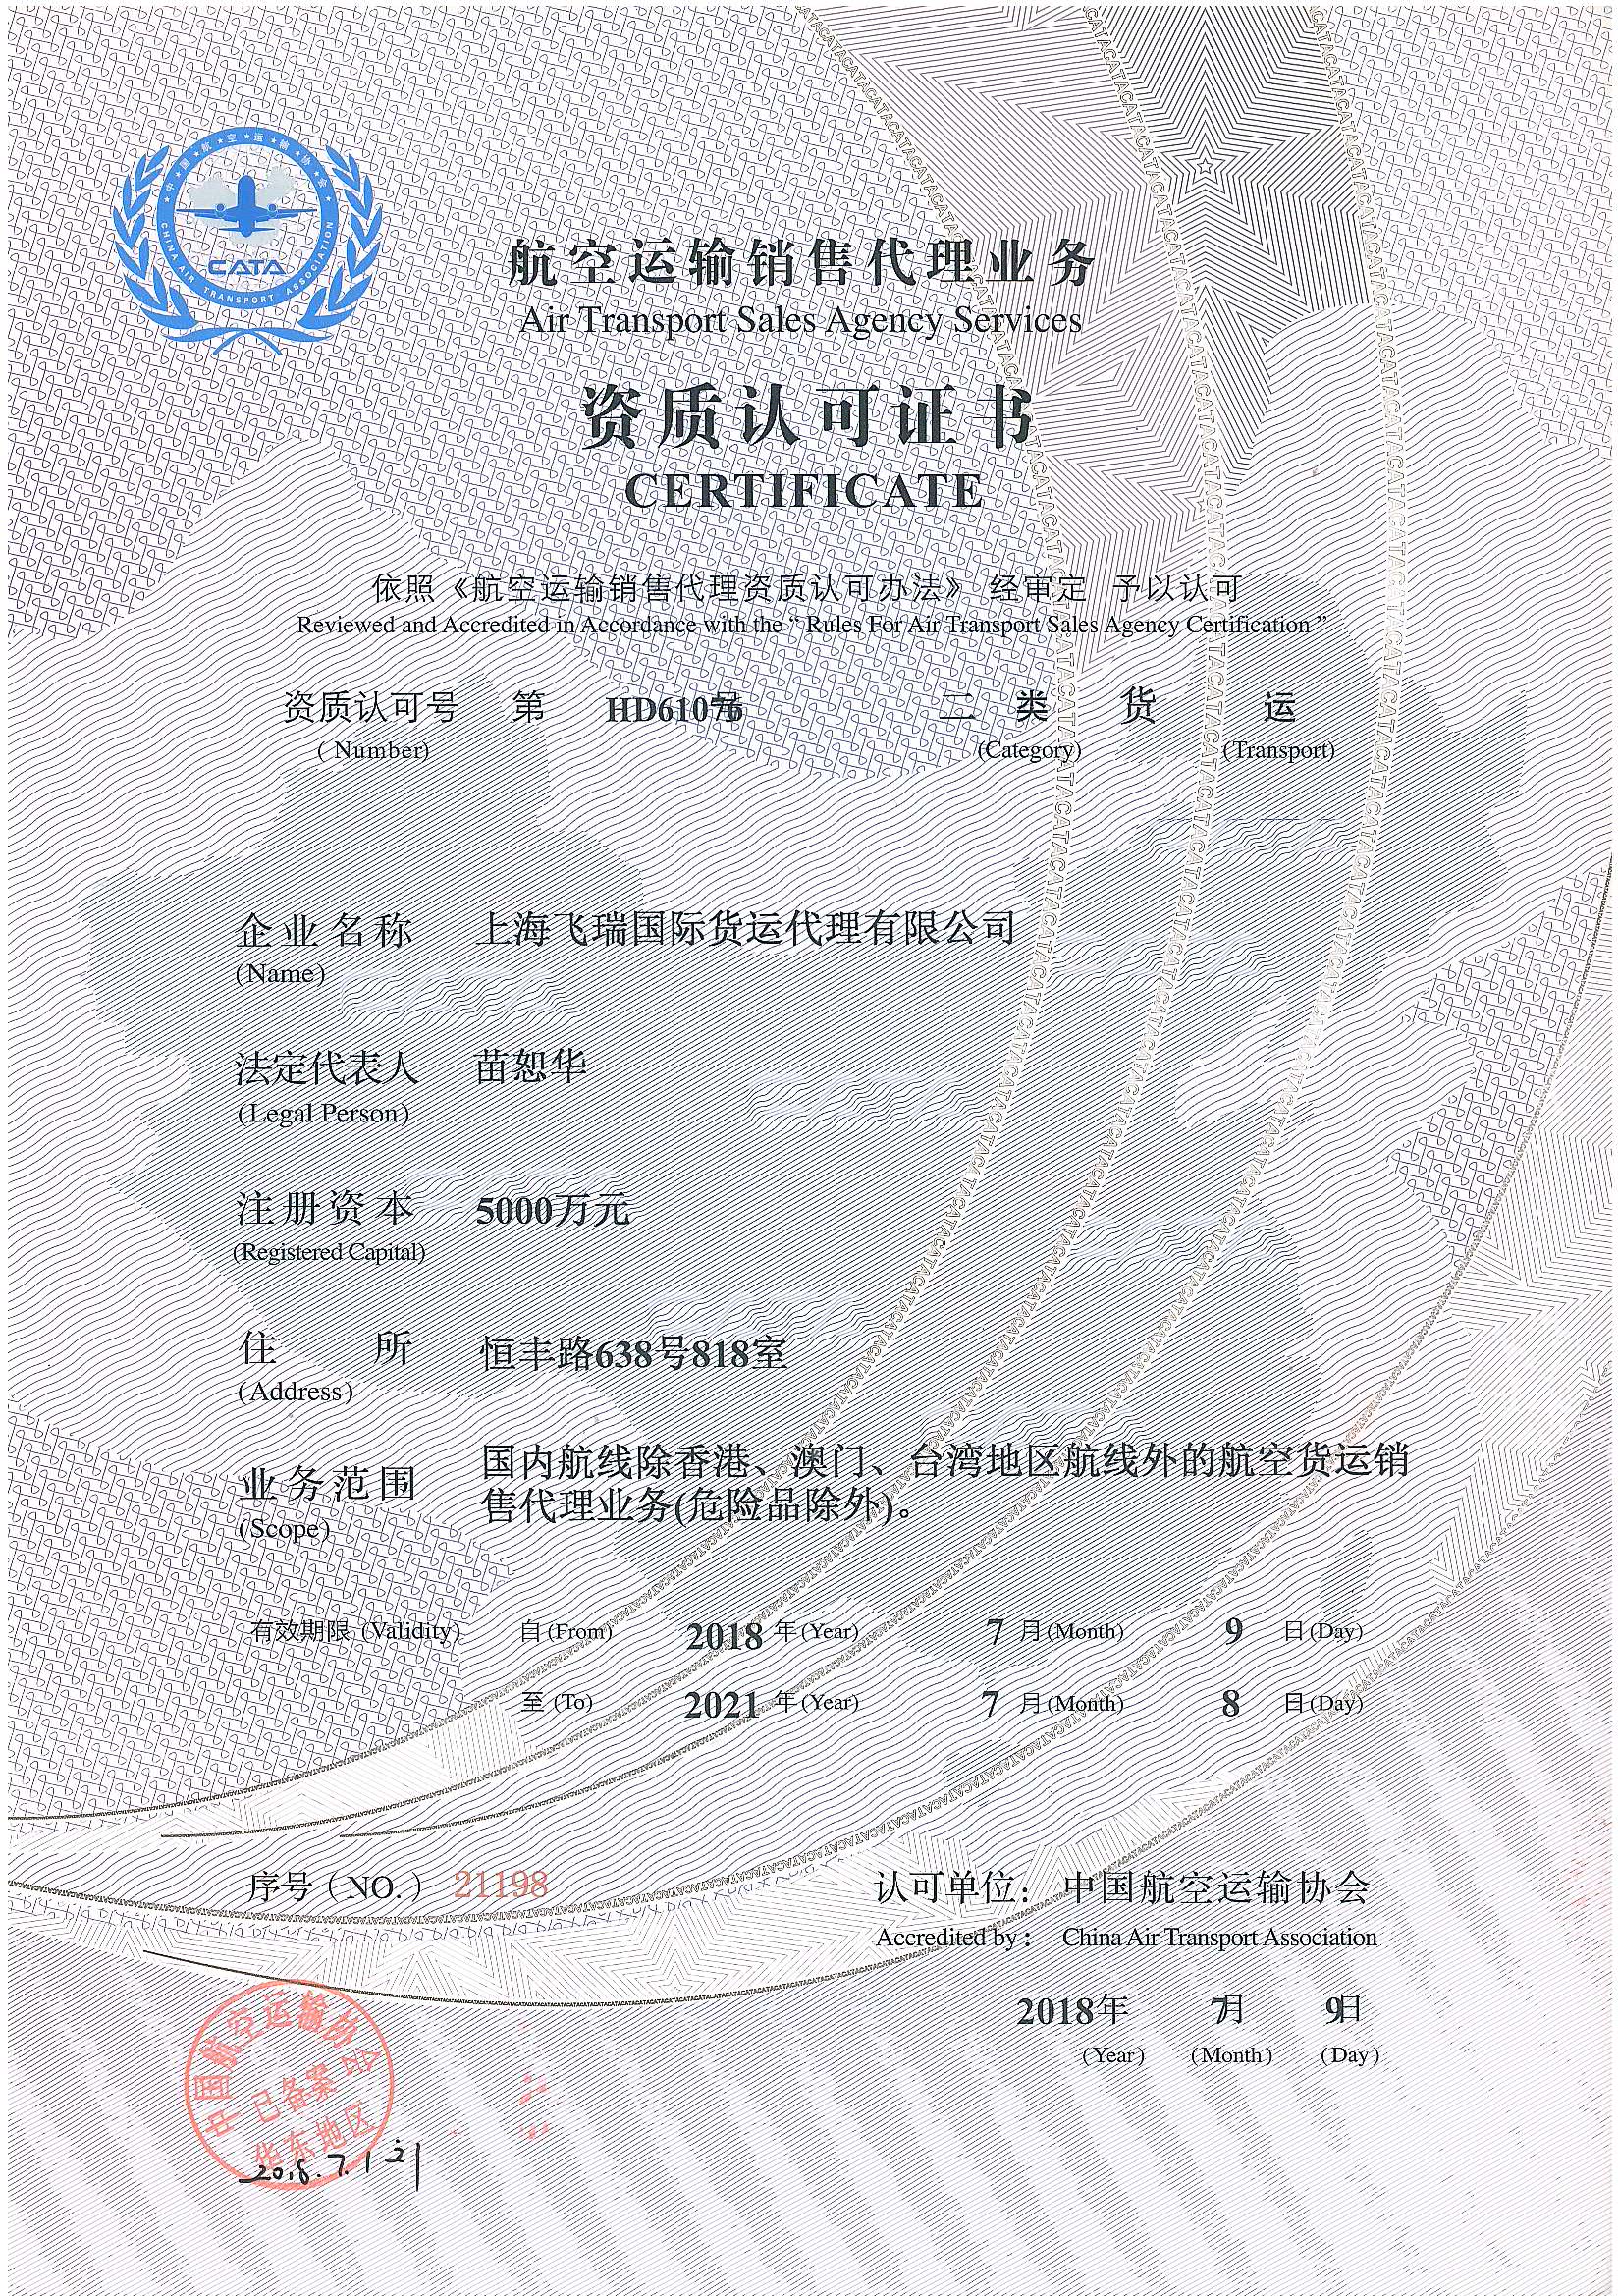 中国航空运输协会
CATA
CHINA AIR TRANSPORT ASSOCIATION
航空运输销售代理业务
Air Transport Sales Agency Services
资质认可证书
CERTIFICATE
依照《航空运输销售代理资质认可办法》 经审定 予以认可
Reviewed and Accredited in Accordance with the “ Rules For Air Transport Sales Agency Certification ”
资质认可号 第 HD61076号 二 类 货 运
( Number) (Category) (Transport)
企业名称 上海飞瑞国际货运代理有限公司
(Name)
法定代表人 苗恕华
(Legal Person)
注册资本 5000万元
(Registered Capital)
住 所 恒丰路638号818室
(Address)
业务范围 国内航线除香港、澳门、台湾地区航线外的航空货运销
售代理业务(危险品除外)。
(Scope)
有效期限 (Validity) 自 (From) 2018 年 (Year) 7 月 (Month) 9 日 (Day)
至 (To) 2021 年 (Year) 7 月 (Month) 8 日 (Day)
序号（NO.）21198 认可单位： 中国航空运输协会
Accredited by： China Air Transport Association
2018年 7月 9日
(Year) (Month) (Day)
中国航空运输协会
已备案
华东地区
2018.7.1